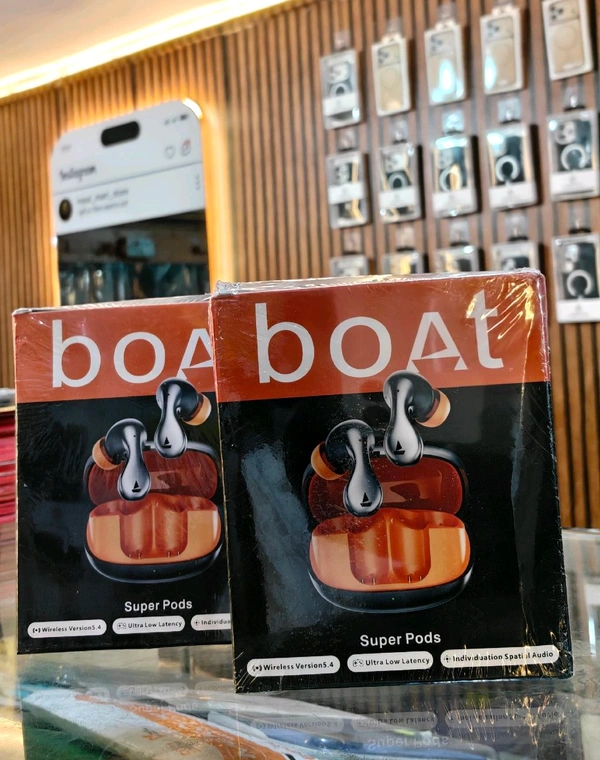 Instagram
boAt
Super Pods
Wireless Version5.4
Ultra Low Latency
boAt
Super Pods
Wireless Version5.4
Ultra Low Latency
Individuation Spatial Audio